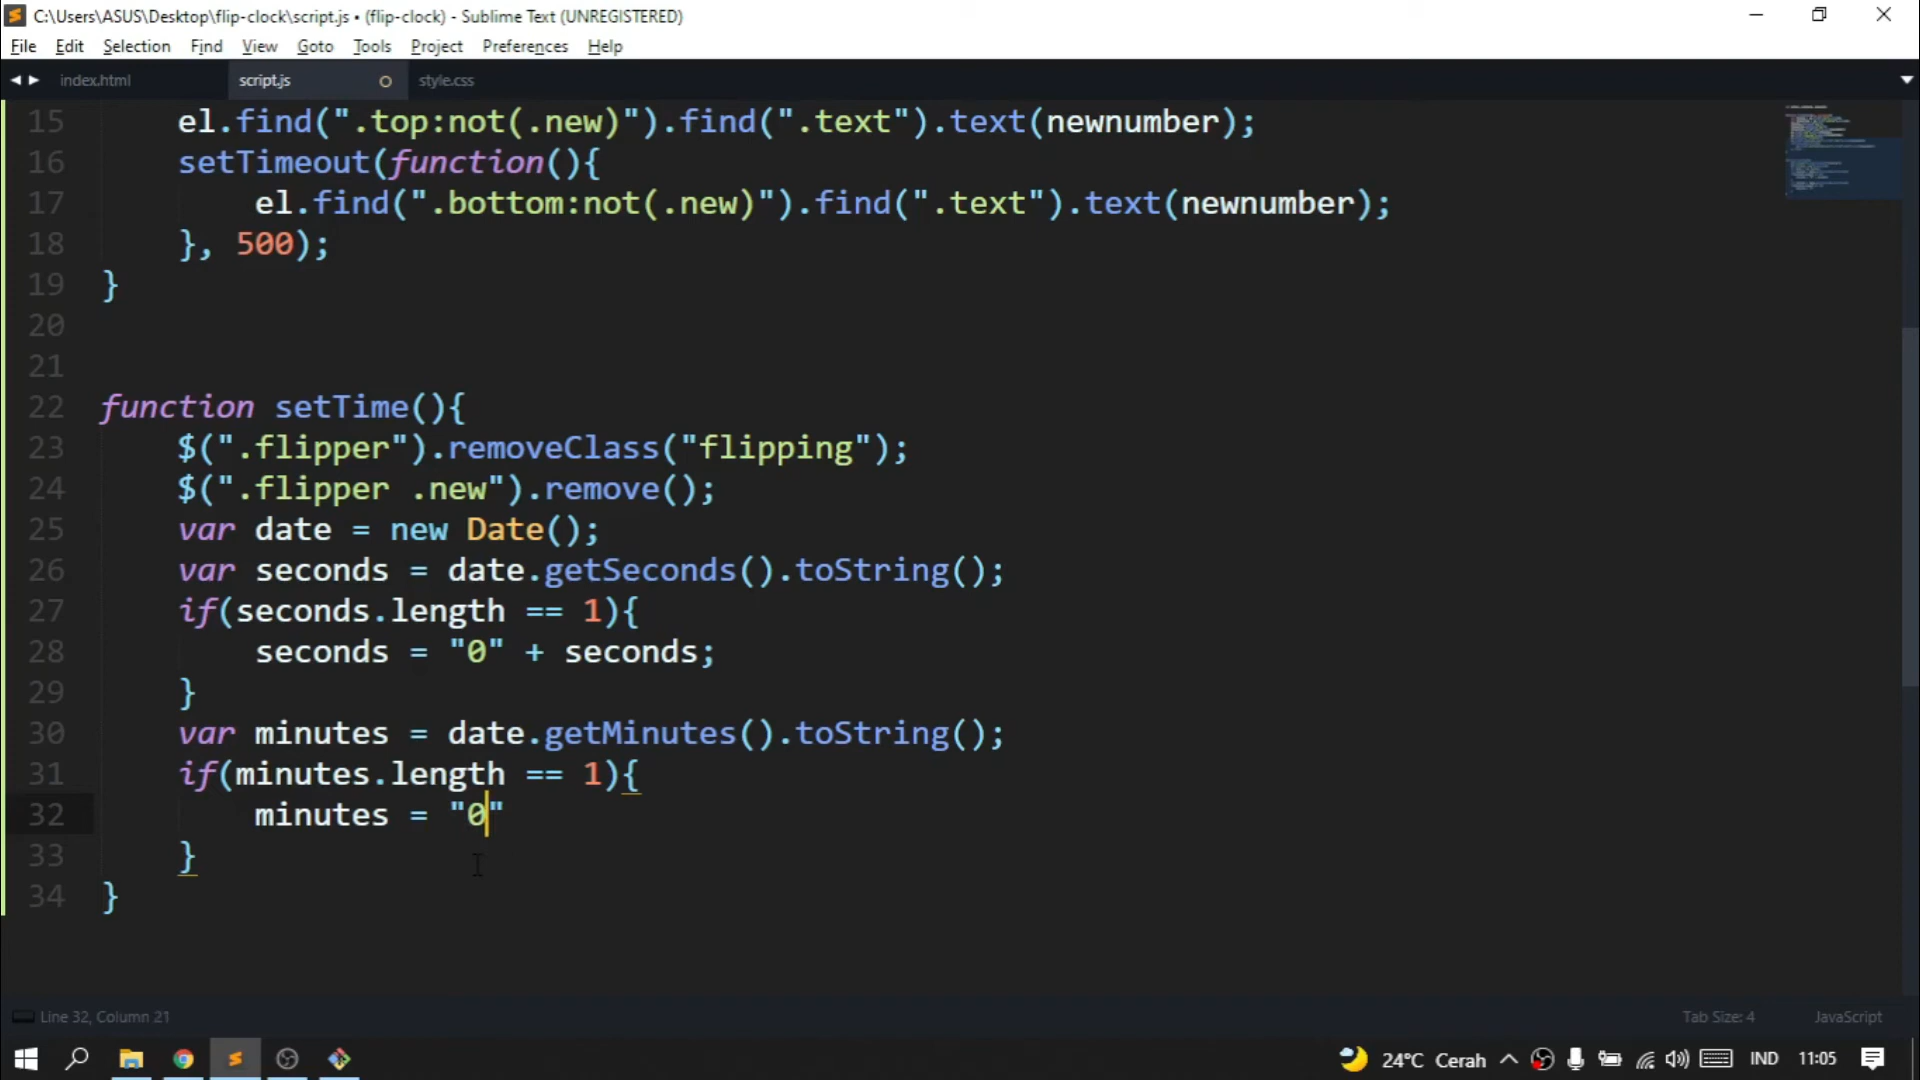 C:\Users\ASUS\Desktop\flip-clock\script.js • (flip-clock) - Sublime Text (UNREGISTERED)
File Edit Selection Find View Goto Tools Project Preferences Help
index.html script.js style.css
15 el.find(".top:not(.new)").find(".text").text(newnumber);
16 setTimeout(function(){
17 el.find(".bottom:not(.new)").find(".text").text(newnumber);
18 }, 500);
19 }
20
21
22 function setTime(){
23 $(".flipper").removeClass("flipping");
24 $(".flipper .new").remove();
25 var date = new Date();
26 var seconds = date.getSeconds().toString();
27 if(seconds.length == 1){
28 seconds = "0" + seconds;
29 }
30 var minutes = date.getMinutes().toString();
31 if(minutes.length == 1){
32 minutes = "0"
33 }
34 }
Line 32, Column 21 Tab Size: 4 JavaScript
24°C Cerah IND 11:05